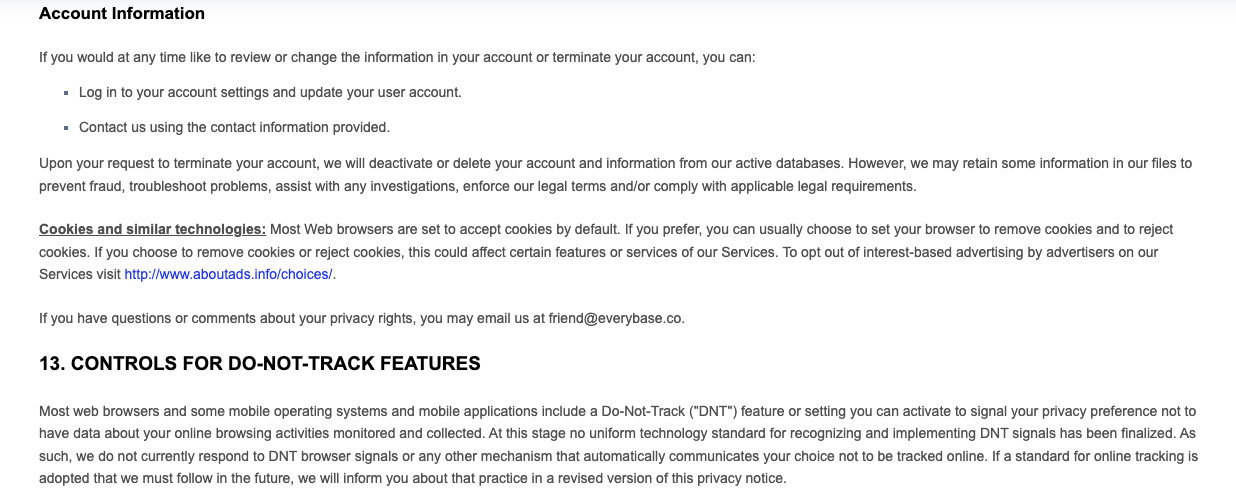 Account Information
If you would at any time like to review or change the information in your account or terminate your account, you can:
▪ Log in to your account settings and update your user account.
▪ Contact us using the contact information provided.
Upon your request to terminate your account, we will deactivate or delete your account and information from our active databases. However, we may retain some information in our files to
prevent fraud, troubleshoot problems, assist with any investigations, enforce our legal terms and/or comply with applicable legal requirements.
Cookies and similar technologies: Most Web browsers are set to accept cookies by default. If you prefer, you can usually choose to set your browser to remove cookies and to reject
cookies. If you choose to remove cookies or reject cookies, this could affect certain features or services of our Services. To opt out of interest-based advertising by advertisers on our
Services visit http://www.aboutads.info/choices/.
If you have questions or comments about your privacy rights, you may email us at friend@everybase.co.
13. CONTROLS FOR DO-NOT-TRACK FEATURES
Most web browsers and some mobile operating systems and mobile applications include a Do-Not-Track ("DNT") feature or setting you can activate to signal your privacy preference not to
have data about your online browsing activities monitored and collected. At this stage no uniform technology standard for recognizing and implementing DNT signals has been finalized. As
such, we do not currently respond to DNT browser signals or any other mechanism that automatically communicates your choice not to be tracked online. If a standard for online tracking is
adopted that we must follow in the future, we will inform you about that practice in a revised version of this privacy notice.